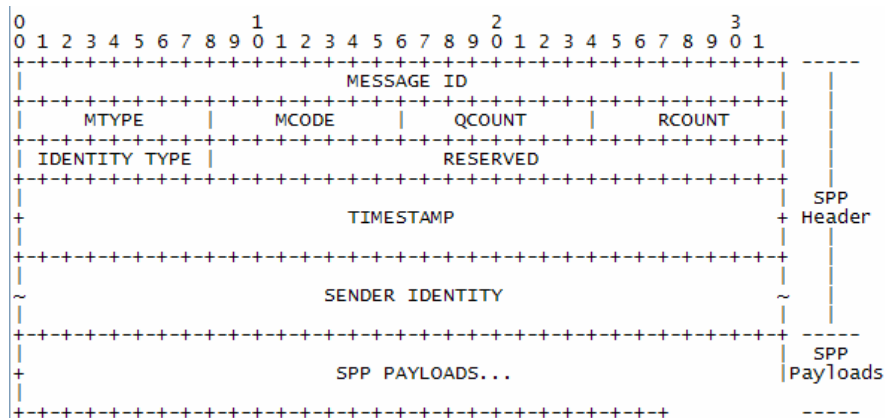 0                   1                   2                   3
0 1 2 3 4 5 6 7 8 9 0 1 2 3 4 5 6 7 8 9 0 1 2 3 4 5 6 7 8 9 0 1
+-+-+-+-+-+-+-+-+-+-+-+-+-+-+-+-+-+-+-+-+-+-+-+-+-+-+-+-+-+-+-+-+ -----
|                           MESSAGE ID                          |   |
+-+-+-+-+-+-+-+-+-+-+-+-+-+-+-+-+-+-+-+-+-+-+-+-+-+-+-+-+-+-+-+-+   |
|     MTYPE     |     MCODE     |    QCOUNT     |     RCOUNT    |   |
+-+-+-+-+-+-+-+-+-+-+-+-+-+-+-+-+-+-+-+-+-+-+-+-+-+-+-+-+-+-+-+-+   |
| IDENTITY TYPE |                   RESERVED                    |   |
+-+-+-+-+-+-+-+-+-+-+-+-+-+-+-+-+-+-+-+-+-+-+-+-+-+-+-+-+-+-+-+-+   |
|                                                               |  SPP
+                           TIMESTAMP                           + Header
|                                                               |   |
+-+-+-+-+-+-+-+-+-+-+-+-+-+-+-+-+-+-+-+-+-+-+-+-+-+-+-+-+-+-+-+-+   |
|                                                               |   |
~                         SENDER IDENTITY                       ~   |
|                                                               |   |
+-+-+-+-+-+-+-+-+-+-+-+-+-+-+-+-+-+-+-+-+-+-+-+-+-+-+-+-+-+-+-+-+ -----
|                                                               |  SPP
+                          SPP PAYLOADS...                      |Payloads
|
+-+-+-+-+-+-+-+-+-+-+-+-+-+-+-+-+-+-+-+-+-+-+-+-+-+-+-+           -----